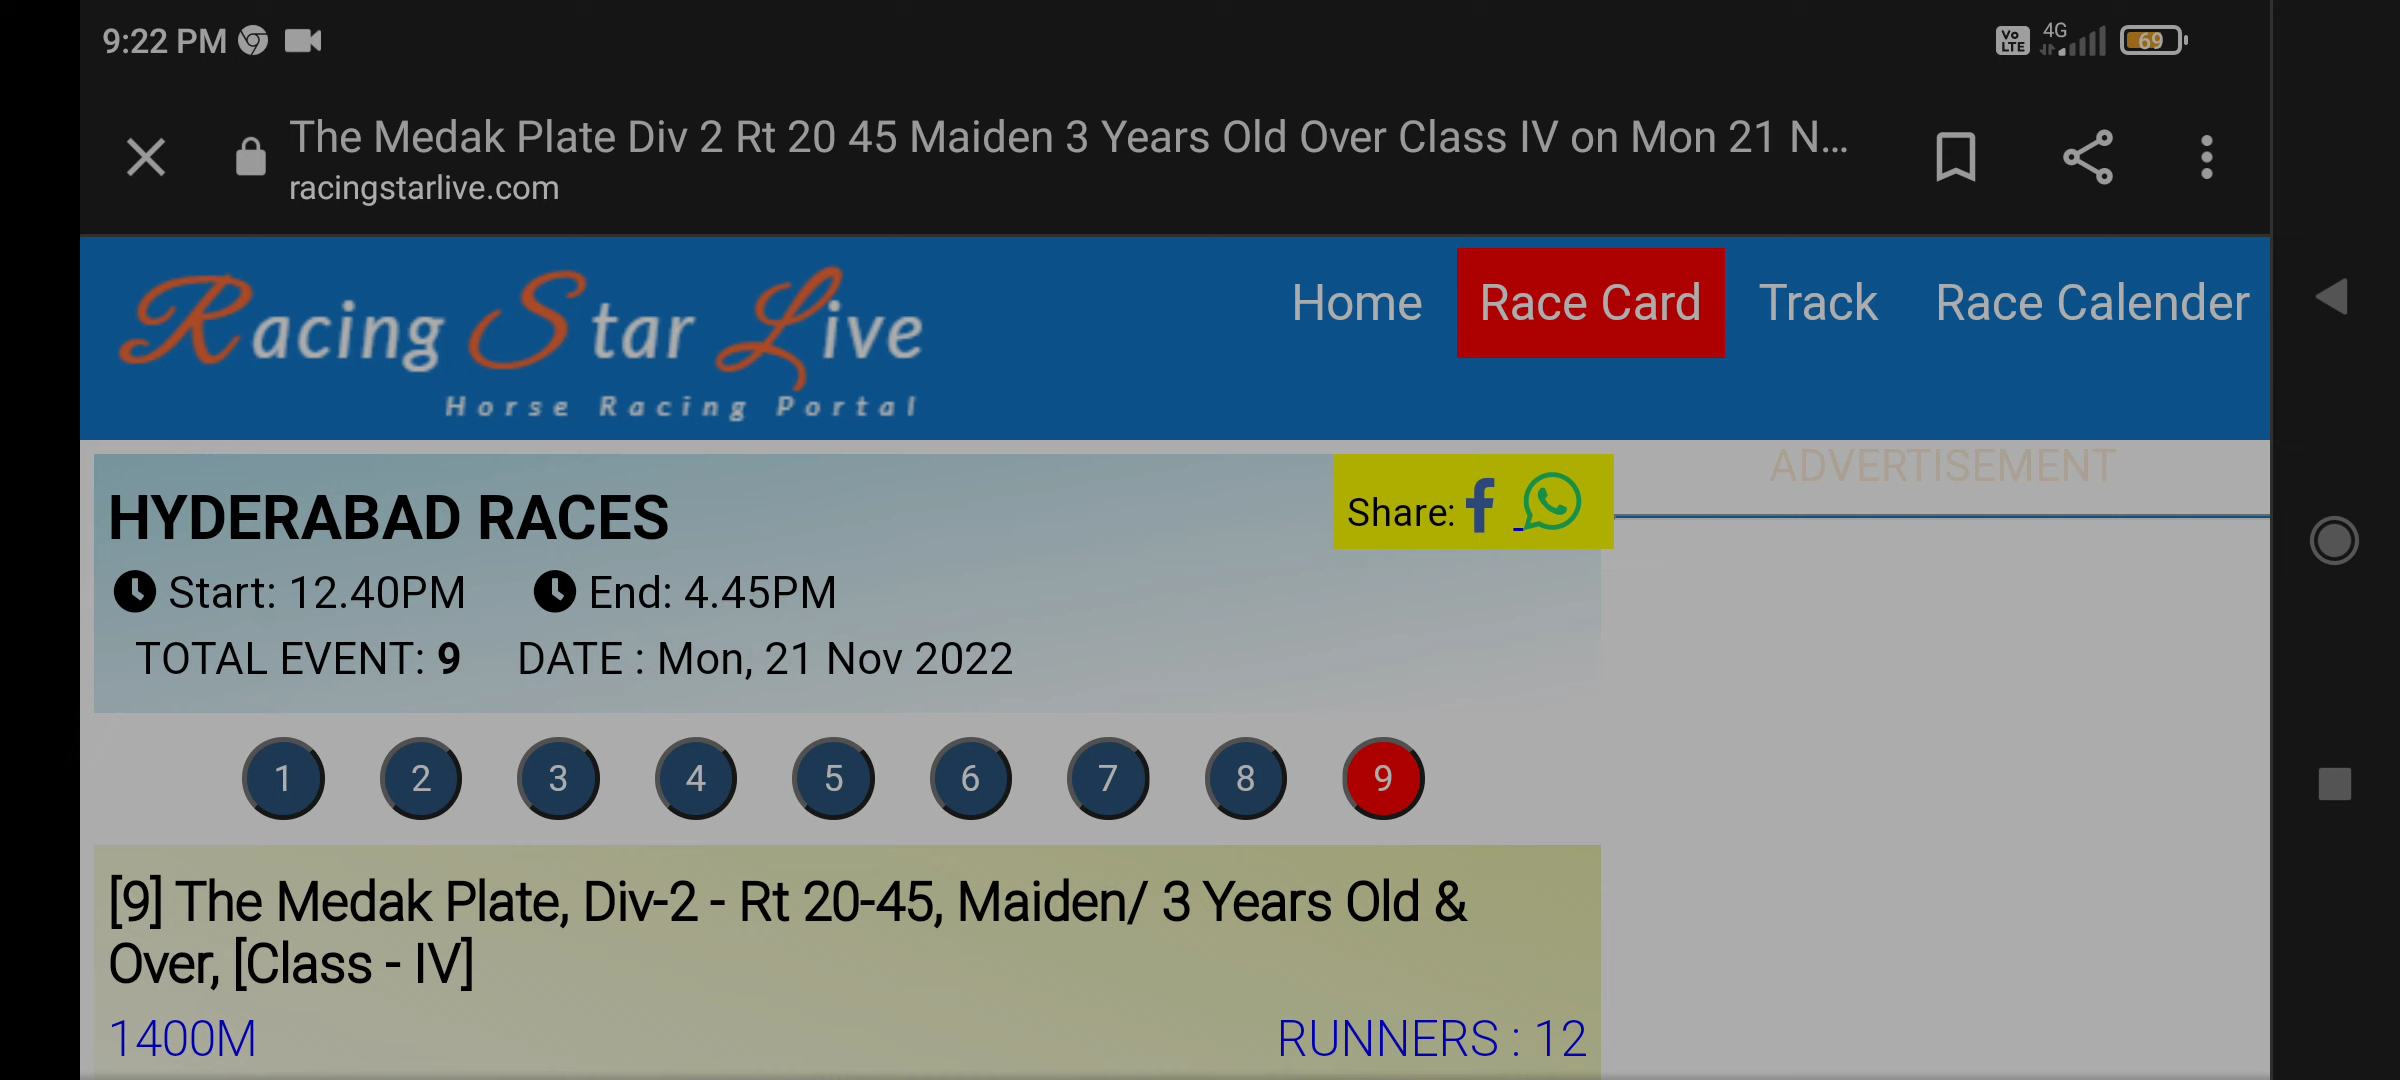 9:22 PM
Vo LTE 4G 69
The Medak Plate Div 2 Rt 20 45 Maiden 3 Years Old Over Class IV on Mon 21 N...
racingstarlive.com
Racing Star Live
Horse Racing Portal
Home Race Card Track Race Calender
ADVERTISEMENT
HYDERABAD RACES
Share:
Start: 12.40PM End: 4.45PM
TOTAL EVENT: 9 DATE : Mon, 21 Nov 2022
1 2 3 4 5 6 7 8 9
[9] The Medak Plate, Div-2 - Rt 20-45, Maiden/ 3 Years Old &
Over, [Class - IV]
1400M RUNNERS : 12